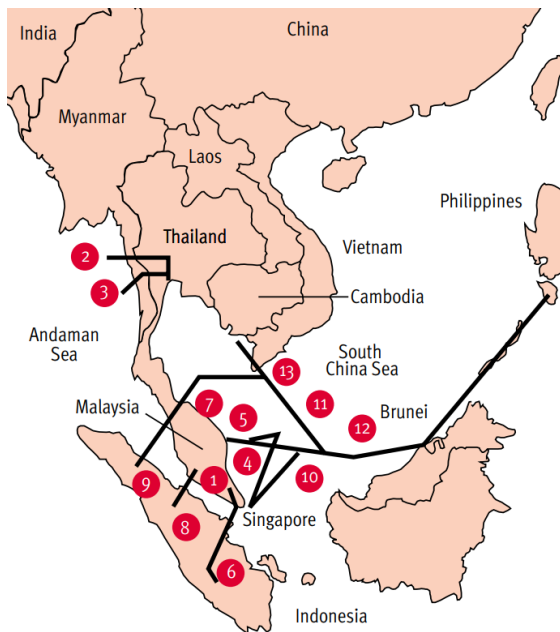 India
China
Myanmar
Laos
Philippines
Thailand
Vietnam
2
Cambodia
3
Andaman
Sea
South
China Sea
13
7
11
Malaysia
5
Brunei
12
4
9
1
10
8
Singapore
6
Indonesia